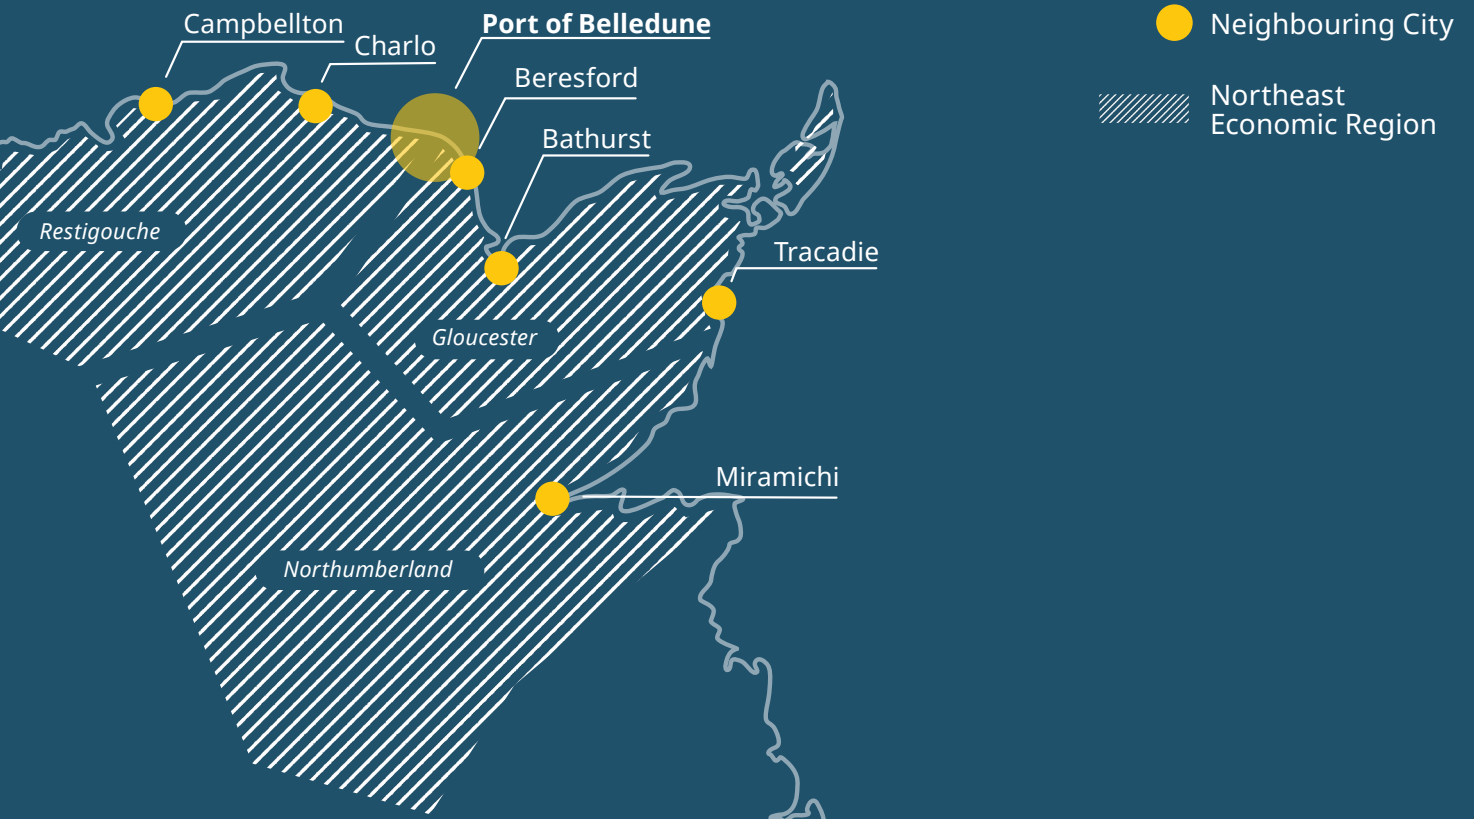 Campbellton
Charlo
Port of Belledune
Beresford
Bathurst
Restigouche
Gloucester
Tracadie
Miramichi
Northumberland
Neighbouring City
Northeast
Economic Region